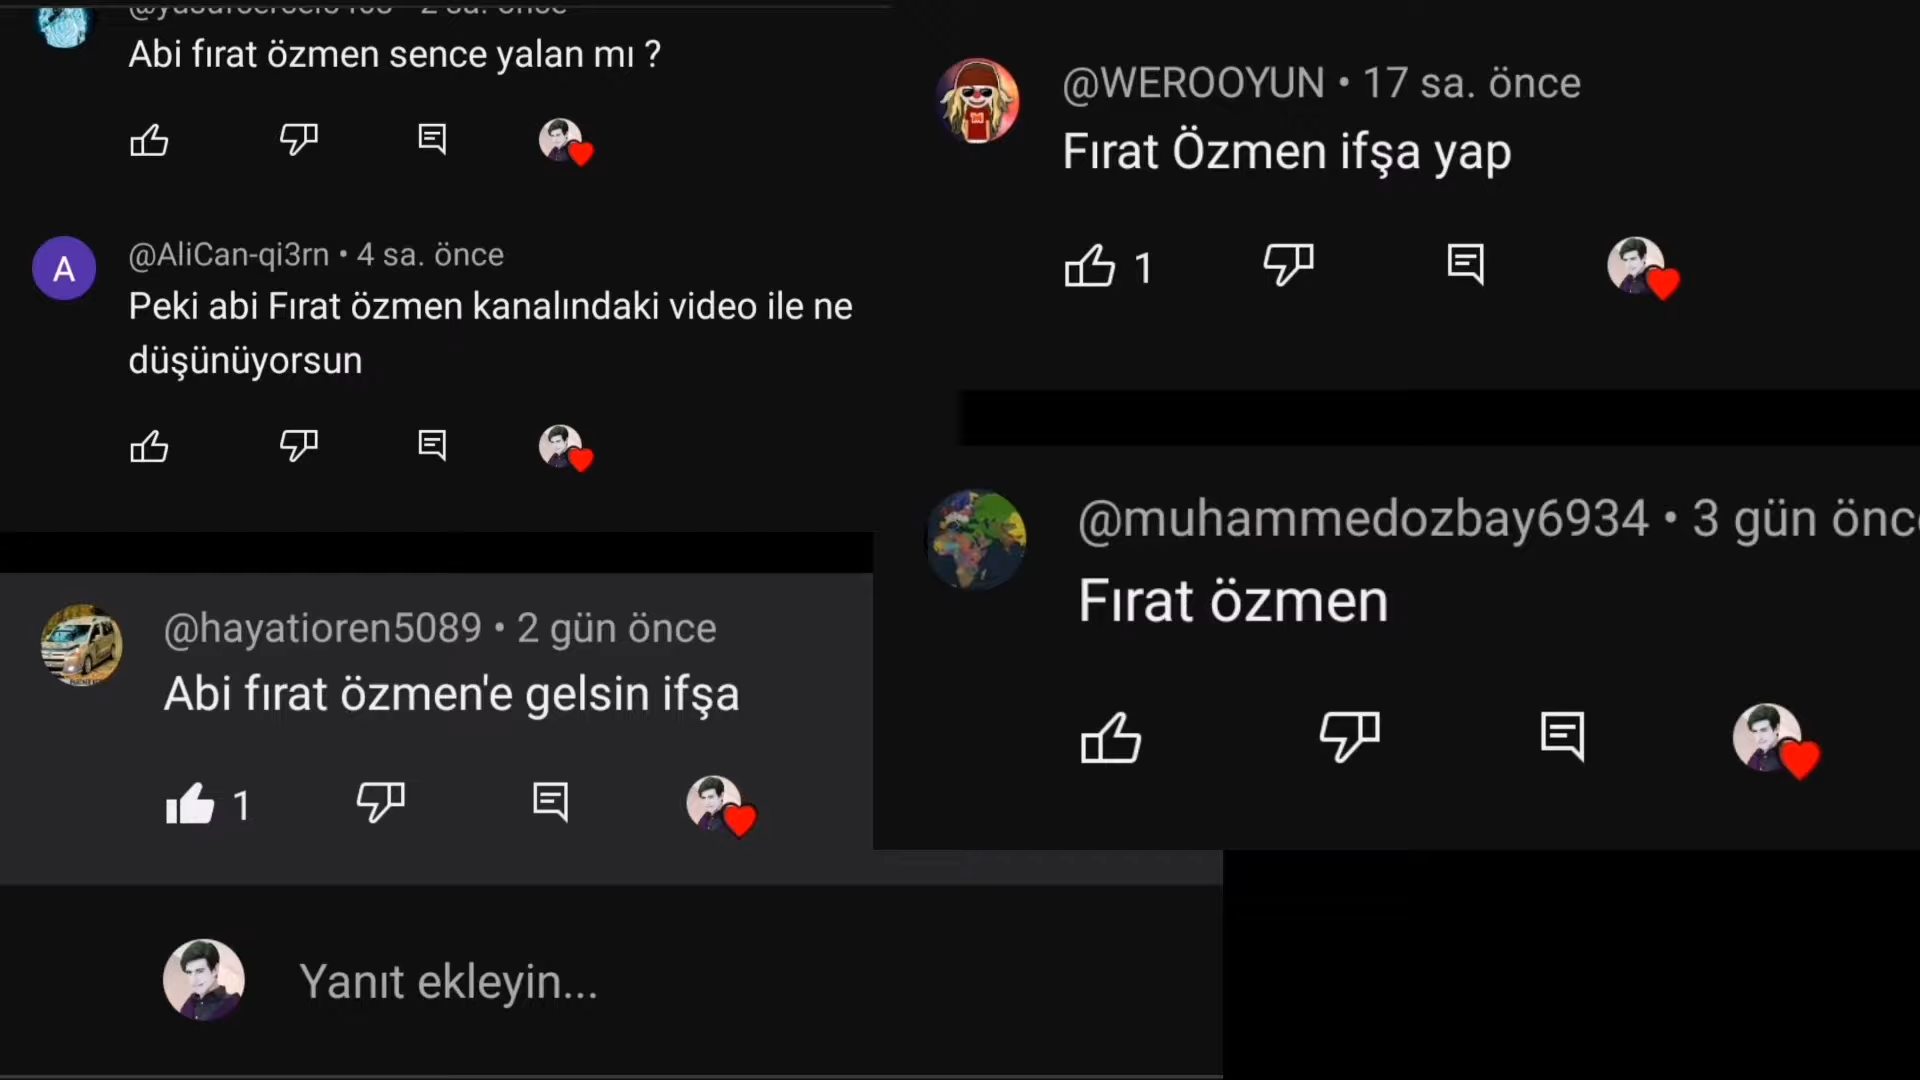 Abi fırat özmen sence yalan mı ?
@AliCan-qi3rn • 4 sa. önce
A
Peki abi Fırat özmen kanalındaki video ile ne
düşünüyorsun
@hayatioren5089 • 2 gün önce
Abi fırat özmen'e gelsin ifşa
1
Yanıt ekleyin...
@WEROOYUN • 17 sa. önce
Fırat Özmen ifşa yap
1
@muhammedozbay6934 • 3 gün önc
Fırat özmen